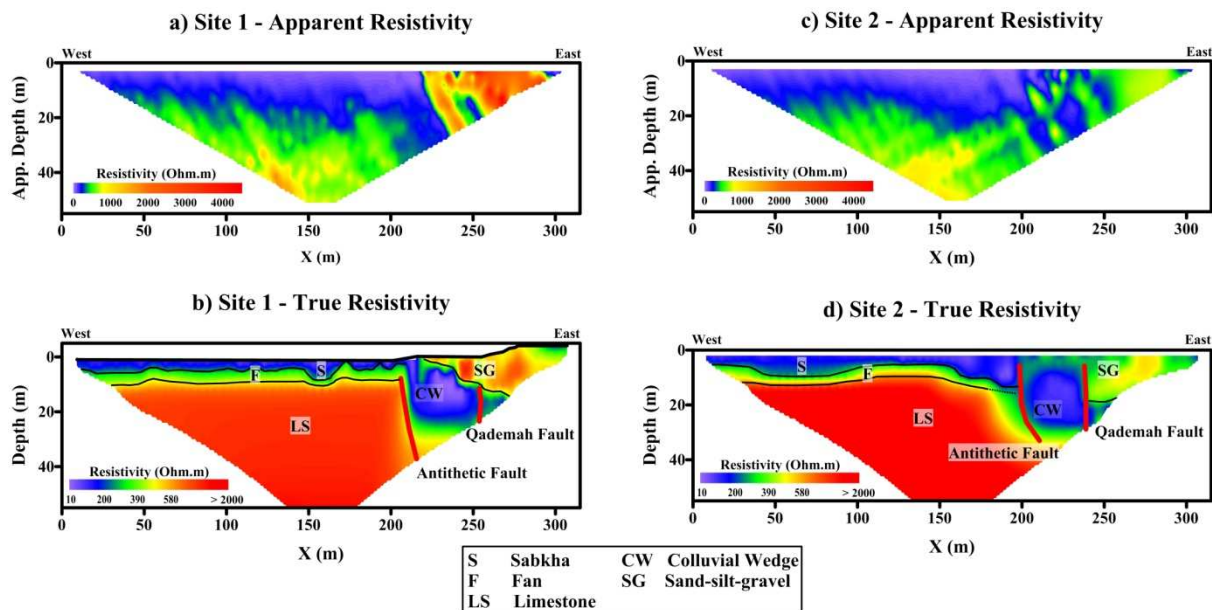 a) Site 1 - Apparent Resistivity
West East
0
20
40
App. Depth (m)
Resistivity (Ohm.m)
0 1000 2000 3000 4000
0 50 100 150 200 250 300
X (m)
b) Site 1 - True Resistivity
West East
0
20
40
Depth (m)
S
F
SG
CW
LS
Qademah Fault
Antithetic Fault
Resistivity (Ohm.m)
10 200 390 580 > 2000
0 50 100 150 200 250 300
X (m)
c) Site 2 - Apparent Resistivity
West East
0
20
40
App. Depth (m)
Resistivity (Ohm.m)
0 1000 2000 3000 4000
0 50 100 150 200 250 300
X (m)
d) Site 2 - True Resistivity
West East
0
20
40
Depth (m)
S
F
SG
CW
LS
Qademah Fault
Antithetic Fault
Resistivity (Ohm.m)
10 200 390 580 > 2000
0 50 100 150 200 250 300
X (m)
S Sabkha CW Colluvial Wedge
F Fan SG Sand-silt-gravel
LS Limestone